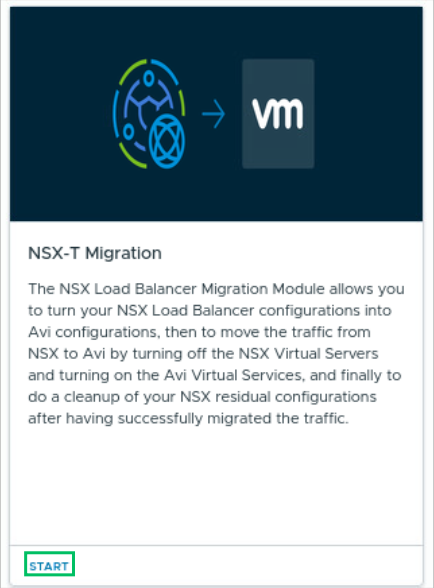 vm
NSX-T Migration
The NSX Load Balancer Migration Module allows you
to turn your NSX Load Balancer configurations into
Avi configurations, then to move the traffic from
NSX to Avi by turning off the NSX Virtual Servers
and turning on the Avi Virtual Services, and finally to
do a cleanup of your NSX residual configurations
after having successfully migrated the traffic.
START